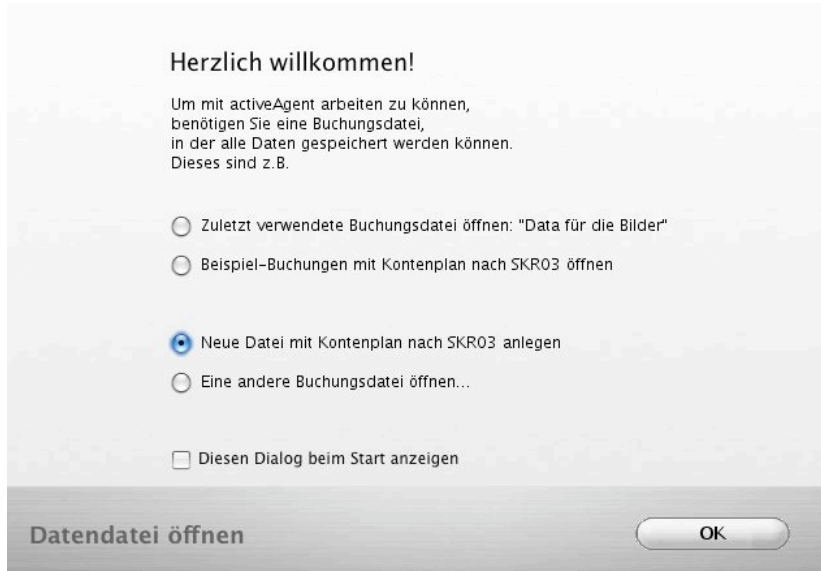 Herzlich willkommen!
Um mit activeAgent arbeiten zu können,
benötigen Sie eine Buchungsdatei,
in der alle Daten gespeichert werden können.
Dieses sind z.B.
Zuletzt verwendete Buchungsdatei öffnen: "Data für die Bilder"
Beispiel-Buchungen mit Kontenplan nach SKR03 öffnen
Neue Datei mit Kontenplan nach SKR03 anlegen
Eine andere Buchungsdatei öffnen...
Diesen Dialog beim Start anzeigen
Datendatei öffnen
OK